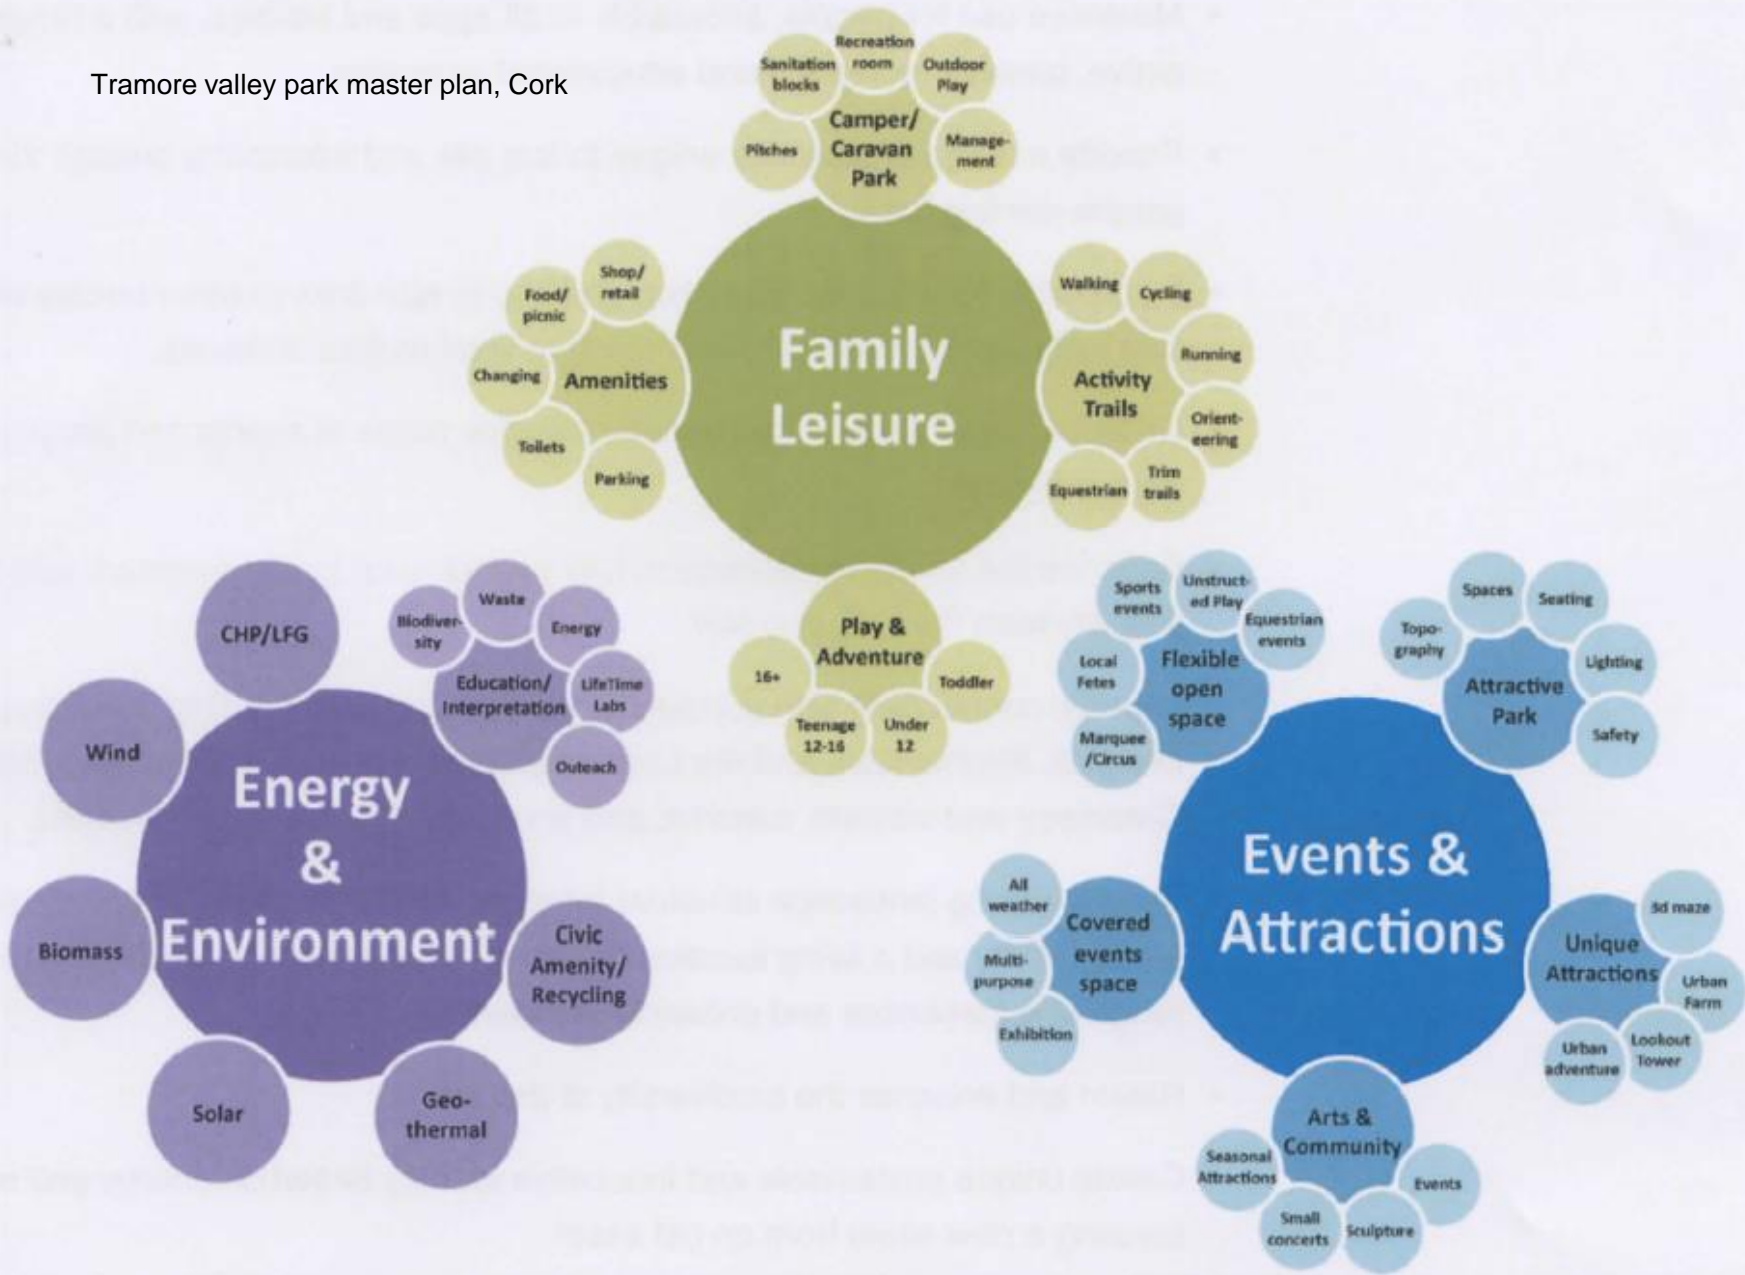 Tramore valley park master plan, Cork
Family
Leisure
Camper/
Caravan
Park
Pitches
Sanitation
blocks
Recreation
room
Outdoor
Play
Manage-
ment
Amenities
Shop/
retail
Food/
picnic
Changing
Toilets
Parking
Activity
Trails
Walking
Cycling
Running
Orient-
eering
Trim
trails
Equestrian
Play &
Adventure
16+
Teenage
12-16
Under
12
Toddler
Energy
&
Environment
CHP/LFG
Wind
Biomass
Solar
Geo-
thermal
Civic
Amenity/
Recycling
Education/
Interpretation
Biodiver-
sity
Waste
Energy
LifeTime
Labs
Outeach
Events &
Attractions
Flexible
open
space
Sports
events
Unstruct-
ed Play
Equestrian
events
Local
Fetes
Marquee
/Circus
Attractive
Park
Topo-
graphy
Spaces
Seating
Lighting
Safety
Covered
events
space
All
weather
Multi-
purpose
Exhibition
Unique
Attractions
3d maze
Urban
Farm
Lookout
Tower
Urban
adventure
Arts &
Community
Seasonal
Attractions
Small
concerts
Sculpture
Events